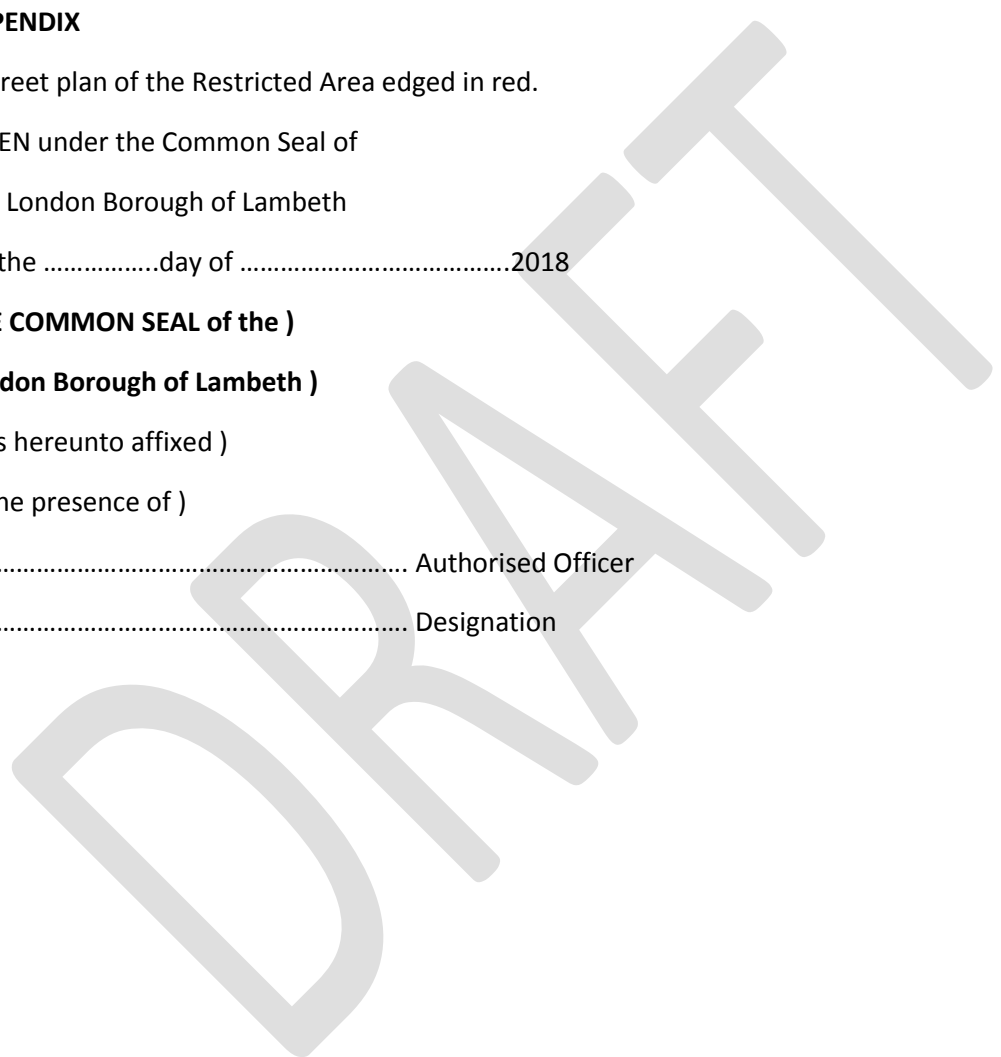 PENDIX
reet plan of the Restricted Area edged in red.
EN under the Common Seal of
London Borough of Lambeth
the ……………..day of ………………………………….2018
E COMMON SEAL of the )
don Borough of Lambeth )
s hereunto affixed )
ne presence of )
…………………………………………………………. Authorised Officer
…………………………………………………………. Designation
DRAFT